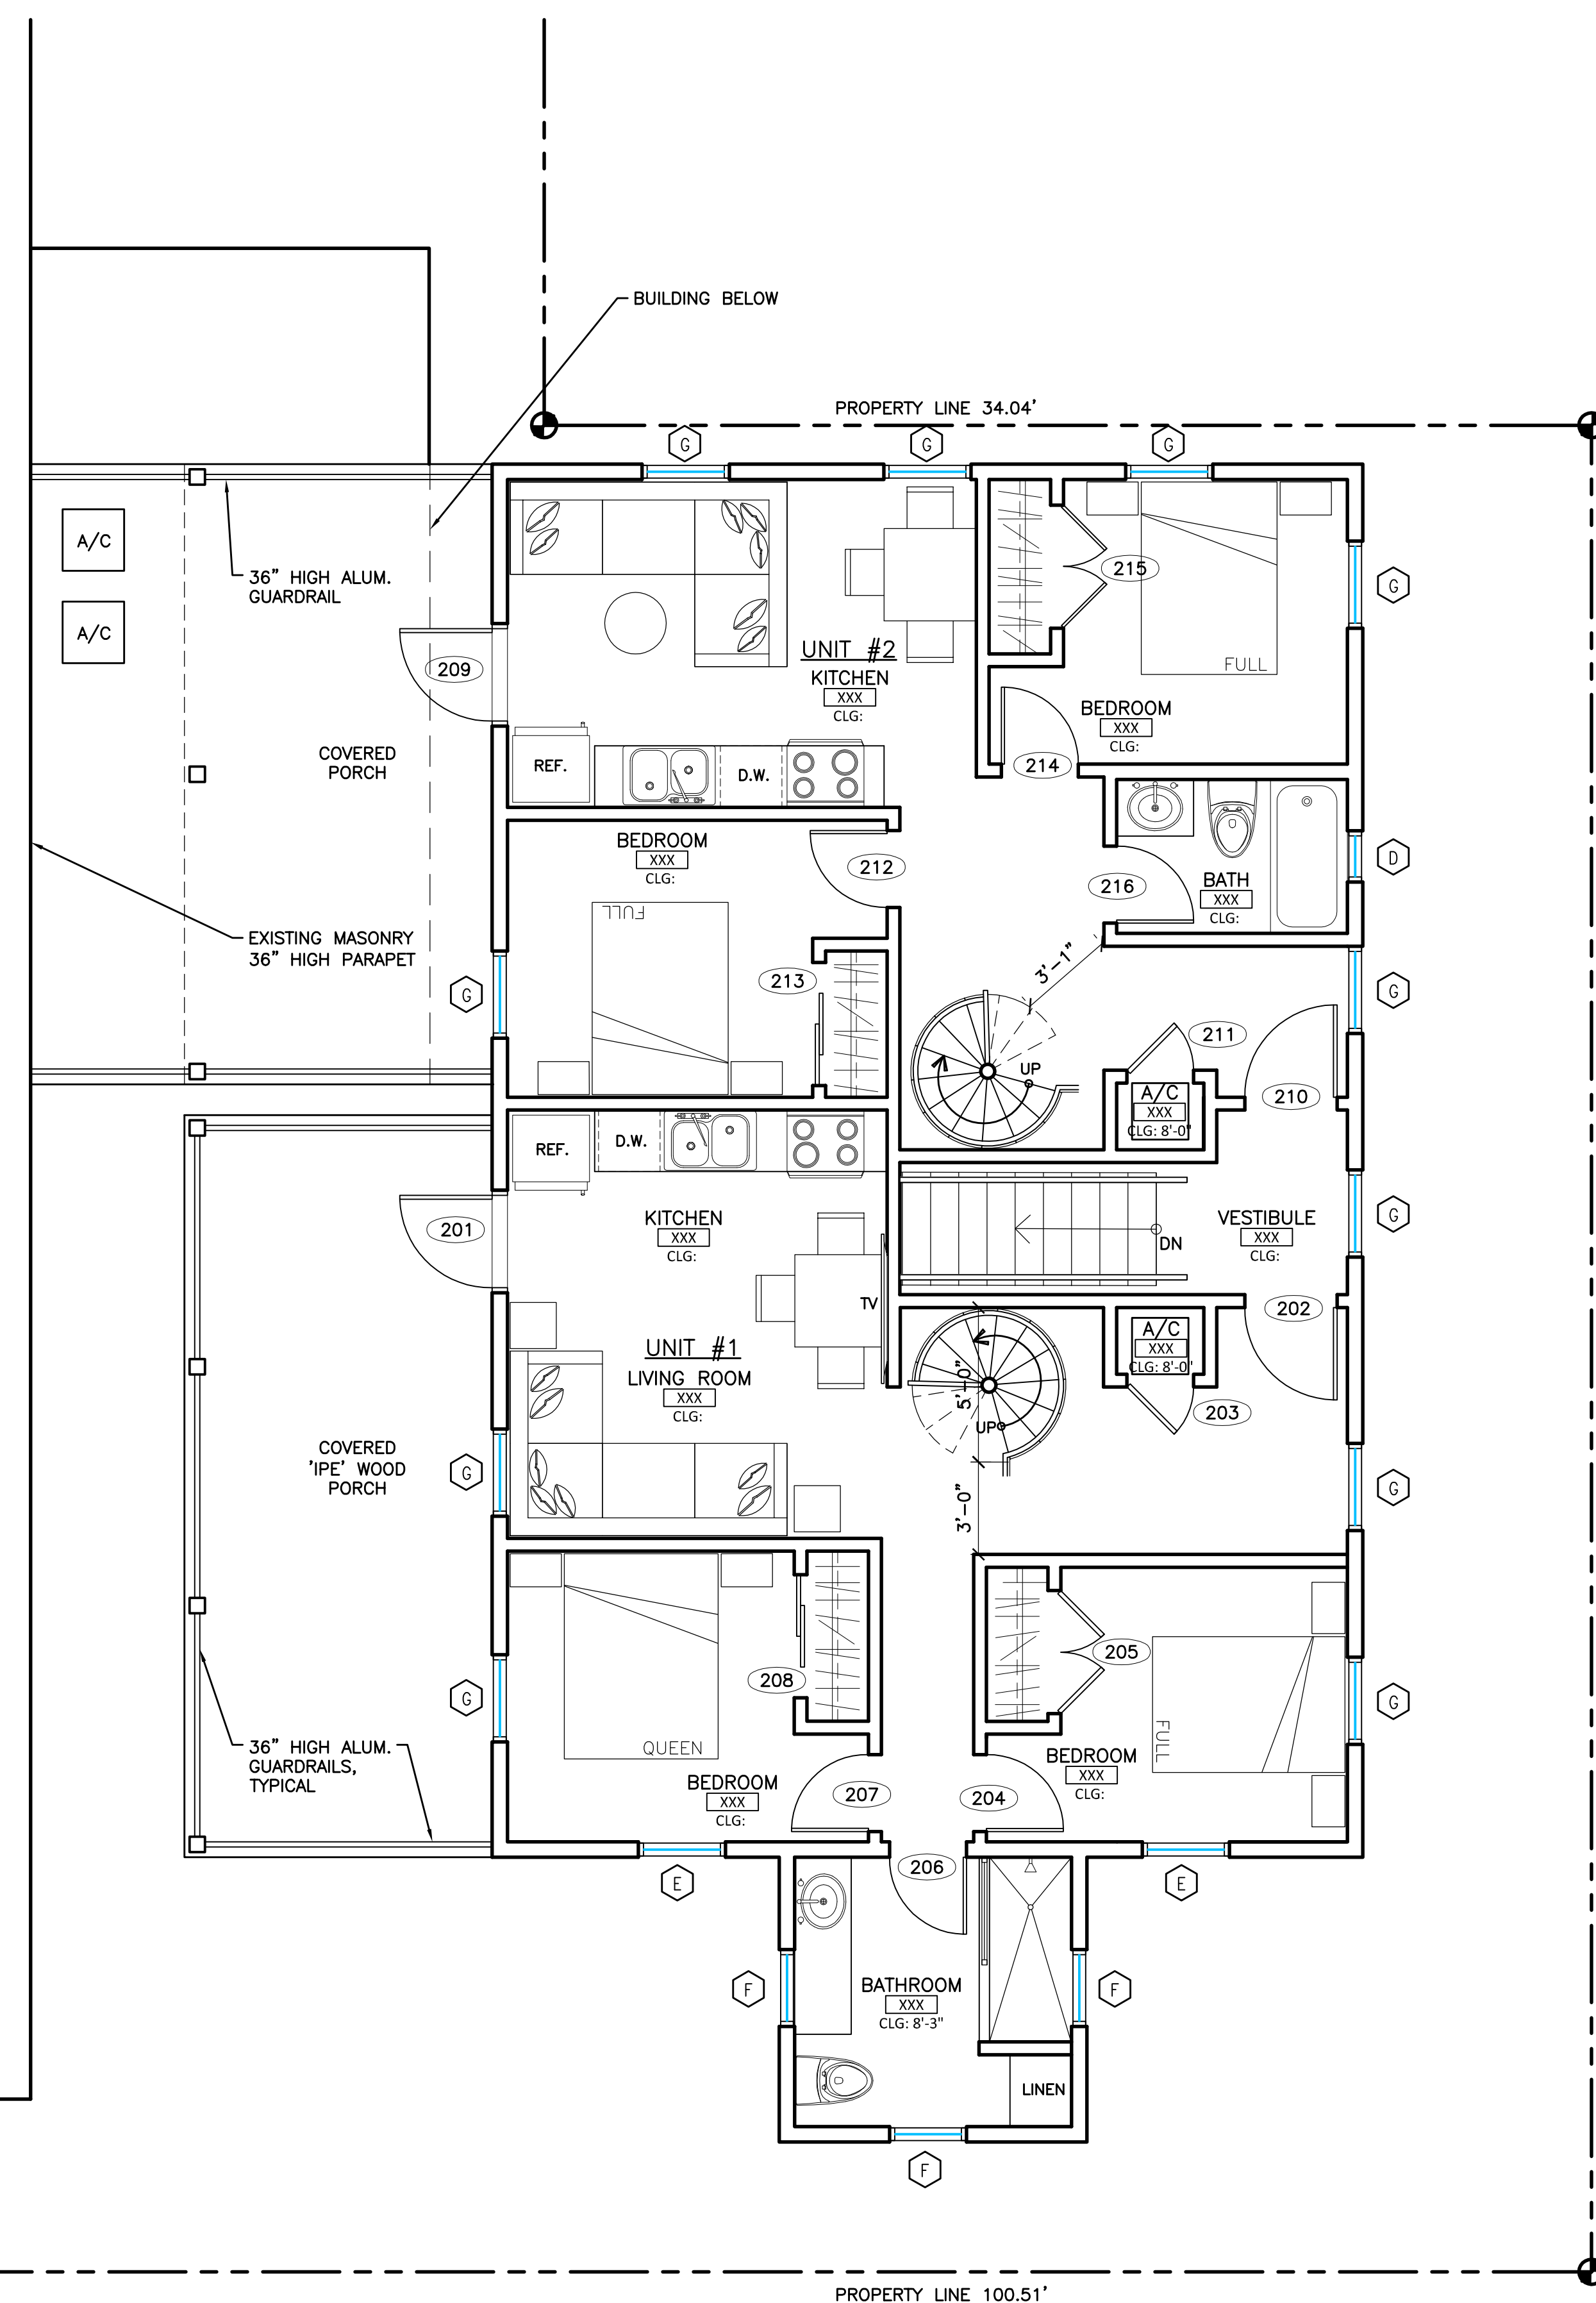 BUILDING BELOW
PROPERTY LINE 34.04'
G
G
G
A/C
36" HIGH ALUM.
GUARDRAIL
A/C
209
215
G
UNIT #2
KITCHEN
XXX
CLG:
FULL
BEDROOM
XXX
CLG:
COVERED
PORCH
REF.
D.W.
214
BEDROOM
XXX
CLG:
212
216
BATH
XXX
CLG:
D
FULL
EXISTING MASONRY
36" HIGH PARAPET
G
213
3'-1"
G
211
UP
A/C
XXX
CLG: 8'-0"
210
REF.
D.W.
201
KITCHEN
XXX
CLG:
VESTIBULE
XXX
CLG:
G
DN
TV
202
UNIT #1
LIVING ROOM
XXX
CLG:
A/C
XXX
CLG: 8'-0"
5'-0"
UP
203
COVERED
'IPE' WOOD
PORCH
G
3'-0"
G
208
205
G
G
QUEEN
FULL
36" HIGH ALUM.
GUARDRAILS,
TYPICAL
BEDROOM
XXX
CLG:
BEDROOM
XXX
CLG:
207
204
206
E
E
F
BATHROOM
XXX
CLG: 8'-3"
F
LINEN
F
PROPERTY LINE 100.51'